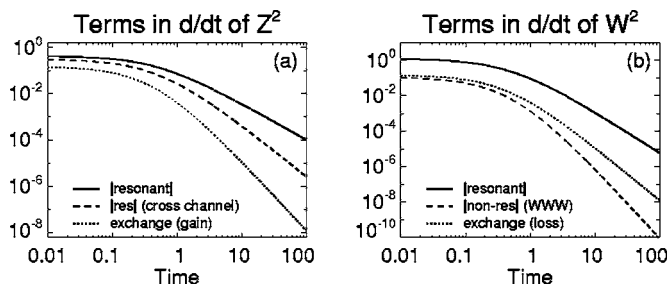 Terms in d/dt of Z²
(a)
10⁰
10⁻²
10⁻⁴
10⁻⁶
10⁻⁸
|resonant|
|res| (cross channel)
exchange (gain)
0.01 0.1 1 10 100
Time
Terms in d/dt of W²
(b)
10⁰
10⁻²
10⁻⁴
10⁻⁶
10⁻⁸
10⁻¹⁰
|resonant|
|non-res| (WWW)
exchange (loss)
0.01 0.1 1 10 100
Time